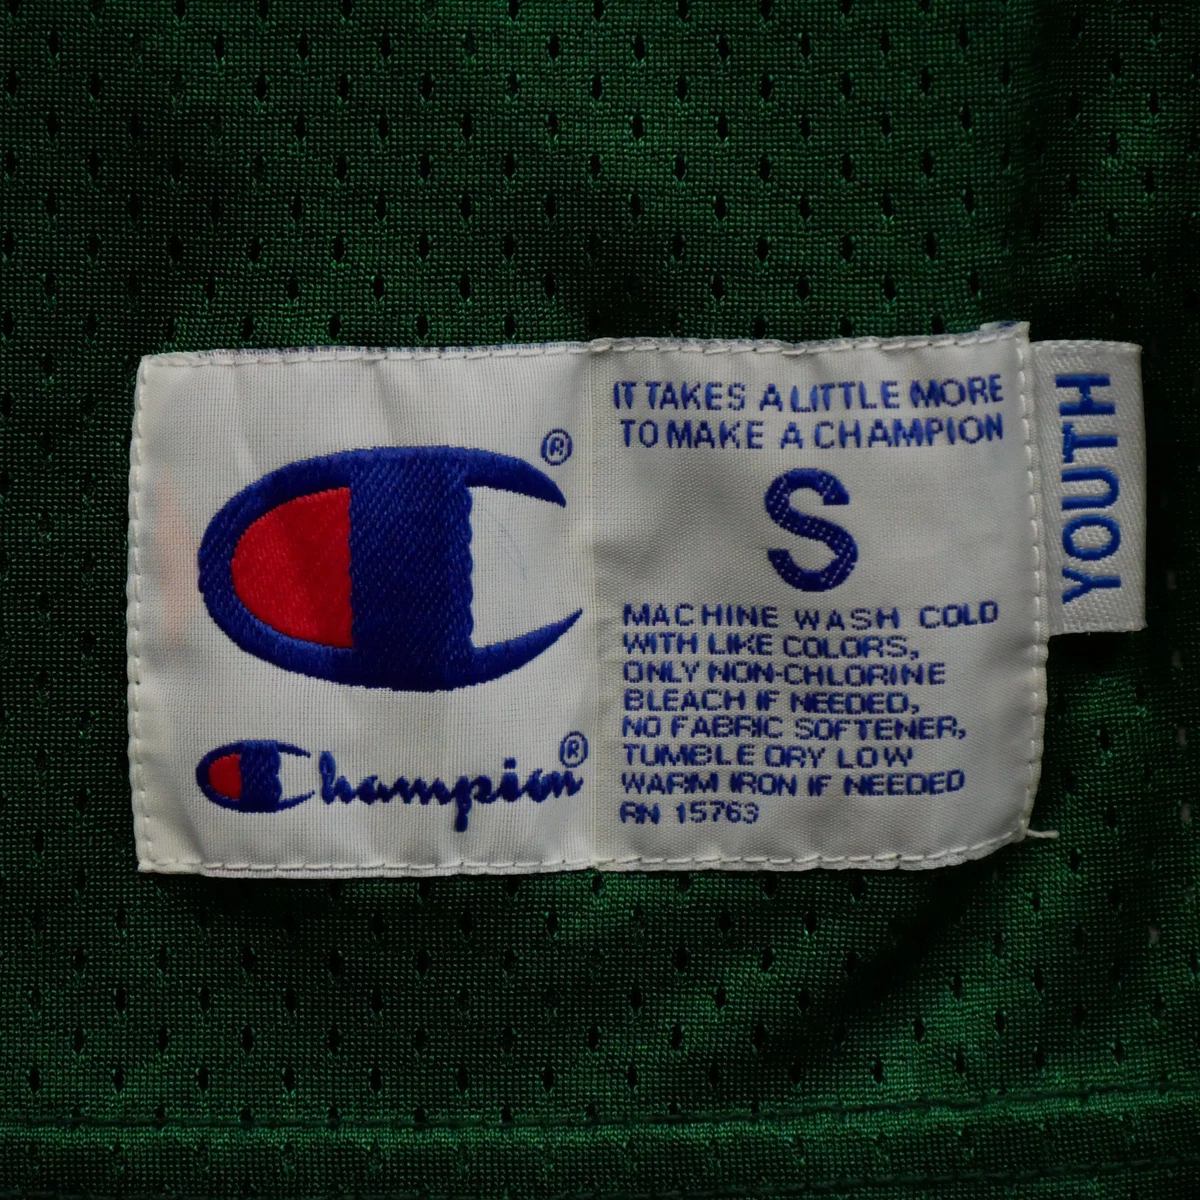 IT TAKES A LITTLE MORE
TO MAKE A CHAMPION
S
MACHINE WASH COLD
WITH LIKE COLORS,
ONLY NON-CHLORINE
BLEACH IF NEEDED,
NO FABRIC SOFTENER,
TUMBLE DRY LOW
WARM IRON IF NEEDED
RN 15763
®
Champion®
YOUTH